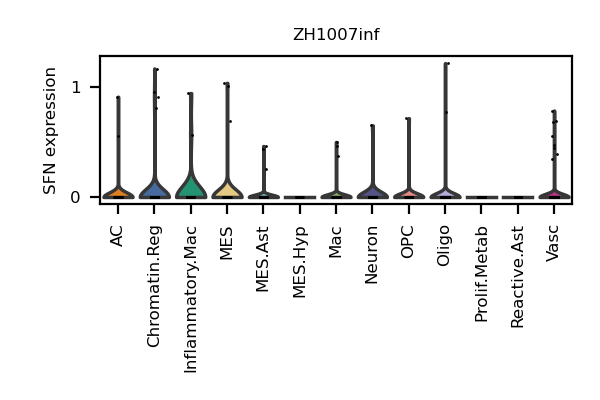 ZH1007inf
SFN expression
1
0
AC
Chromatin.Reg
Inflammatory.Mac
MES
MES.Ast
MES.Hyp
Mac
Neuron
OPC
Oligo
Prolif.Metab
Reactive.Ast
Vasc